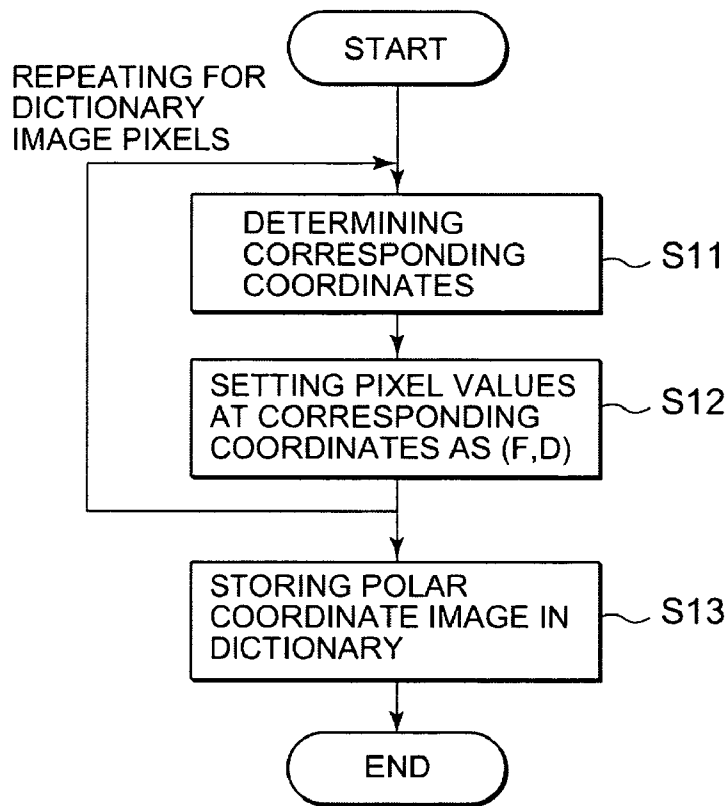 START
REPEATING FOR
DICTIONARY
IMAGE PIXELS
DETERMINING
CORRESPONDING
COORDINATES
S11
SETTING PIXEL VALUES
AT CORRESPONDING
COORDINATES AS (F,D)
S12
STORING POLAR
COORDINATE IMAGE IN
DICTIONARY
S13
END